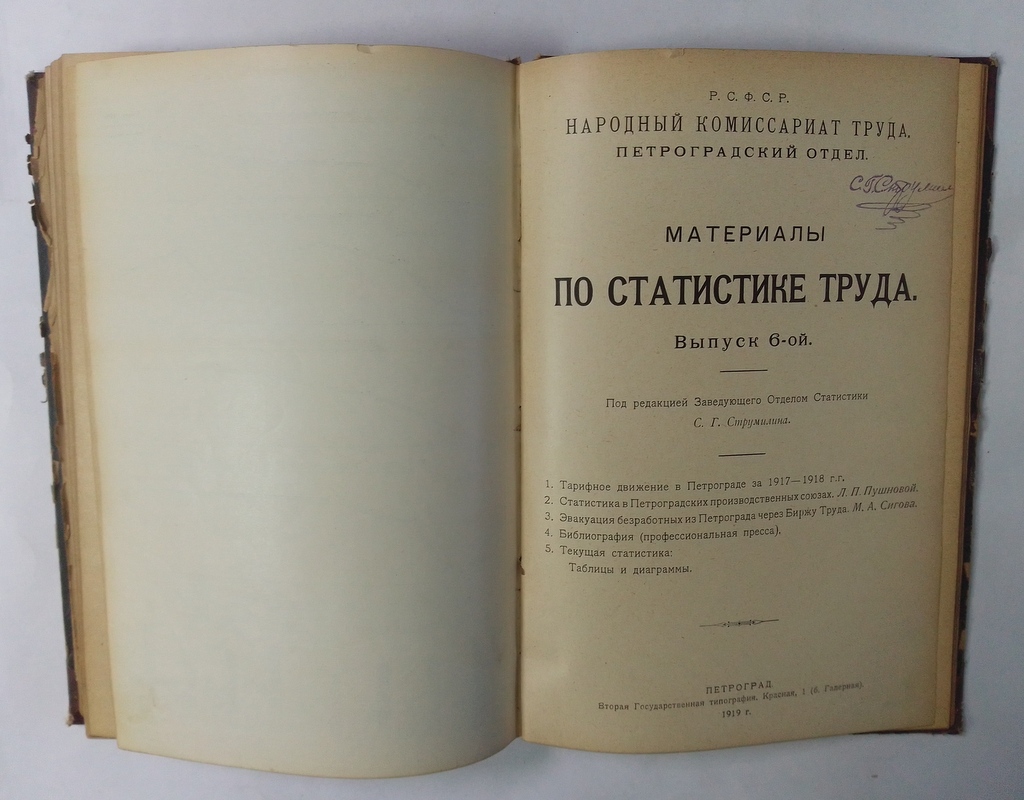 Р. С. Ф. С. Р.
НАРОДНЫЙ КОМИССАРИАТ ТРУДА.
ПЕТРОГРАДСКИЙ ОТДЕЛ.
С.Г.Струмилин
МАТЕРИАЛЫ
ПО СТАТИСТИКЕ ТРУДА.
Выпуск 6-ой.
Под редакцией Заведующего Отделом Статистики
С. Г. Струмилина.
1. Тарифное движение в Петрограде за 1917—1918 г.г.
2. Статистика в Петроградских производственных союзах. Л. П. Пушновой.
3. Эвакуация безработных из Петрограда через Биржу Труда. М. А. Сигова.
4. Библиография (профессиональная пресса).
5. Текущая статистика:
Таблицы и диаграммы.
ПЕТРОГРАД.
Вторая Государственная типография, Красная, 1 (б. Галерная).
1919 г.